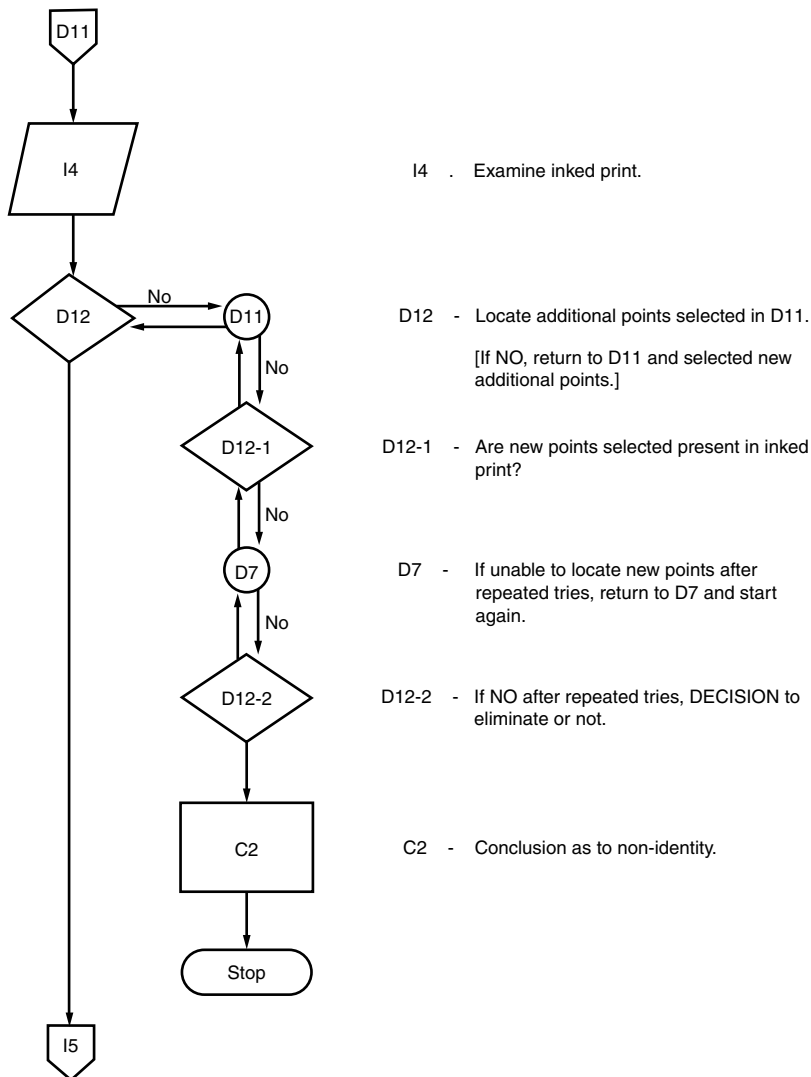 D11
I4
I4 . Examine inked print.
D12
No
D11
D12 - Locate additional points selected in D11.
[If NO, return to D11 and selected new
additional points.]
No
D12-1
D12-1 - Are new points selected present in inked
print?
No
D7
D7 - If unable to locate new points after
repeated tries, return to D7 and start
again.
No
D12-2
D12-2 - If NO after repeated tries, DECISION to
eliminate or not.
C2
C2 - Conclusion as to non-identity.
Stop
I5